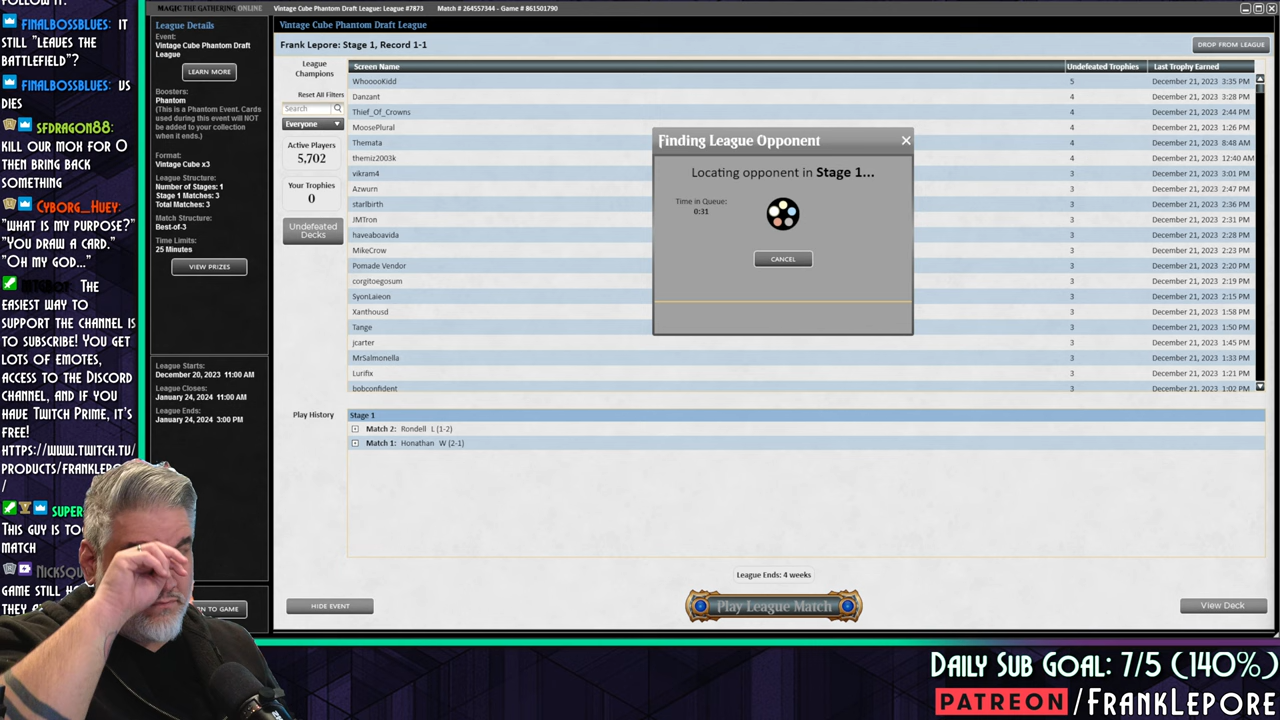 FOLLOW IT.
FINALBOSSBLUES: IT
STILL "LEAVES THE
BATTLEFIELD"?
FINALBOSSBLUES: VS
DIES
SFDRAGON88:
KILL OUR MOX FOR 0
THEN BRING BACK
SOMETHING
CYBORG_HUEY:
"WHAT IS MY PURPOSE?"
"YOU DRAW A CARD."
"OH MY GOD..."
THE
EASIEST WAY TO
SUPPORT THE CHANNEL IS
TO SUBSCRIBE! YOU GET
LOTS OF EMOTES,
ACCESS TO THE DISCORD
CHANNEL, AND IF YOU
HAVE TWITCH PRIME, IT'S
FREE!
HTTPS://WWW.TWITCH.TV/
PRODUCTS/FRANKLEPORE
/
SUPER
THIS GUY IS
MATCH
GAME STILL
THEY
MAGIC THE GATHERING ONLINE
Vintage Cube Phantom Draft League: League #7873
Match # 264557344 - Game # 861501790
League Details
Event:
Vintage Cube Phantom Draft
League
LEARN MORE
Boosters:
Phantom
(This is a Phantom Event. Cards
used during this event will NOT
be added to your collection
when it ends.)
Format:
Vintage Cube x3
League Structure:
Number of Stages: 1
Stage 1 Matches: 3
Total Matches: 3
Match Structure:
Best-of-3
Time Limits:
25 Minutes
VIEW PRIZES
League Starts:
December 20, 2023 11:00 AM
League Closes:
January 24, 2024 11:00 AM
League Ends:
January 24, 2024 3:00 PM
TO GAME
Vintage Cube Phantom Draft League
Frank Lepore: Stage 1, Record 1-1
DROP FROM LEAGUE
League
Champions
Reset All Filters
Search
Everyone
Active Players
5,702
Your Trophies
0
Undefeated
Decks
Screen Name Undefeated Trophies Last Trophy Earned
WhooooKidd 5 December 21, 2023 3:35 PM
Danzant 4 December 21, 2023 3:28 PM
Thief_Of_Crowns 4 December 21, 2023 2:44 PM
MoosePlural 4 December 21, 2023 1:26 PM
Themata 4 December 21, 2023 8:48 AM
themiz2003k 4 December 21, 2023 12:40 AM
vikram4 3 December 21, 2023 3:01 PM
Azwurn 3 December 21, 2023 2:47 PM
starlbirth 3 December 21, 2023 2:38 PM
JMTron 3 December 21, 2023 2:29 PM
haveaboavida 3 December 21, 2023 2:28 PM
MikeCrow 3 December 21, 2023 2:23 PM
Pomade Vendor 3 December 21, 2023 2:20 PM
corgitoegosum 3 December 21, 2023 2:19 PM
SyonLaieon 3 December 21, 2023 2:15 PM
Xanthousd 3 December 21, 2023 1:58 PM
Tange 3 December 21, 2023 1:50 PM
jcarter 3 December 21, 2023 1:45 PM
MrSalmonella 3 December 21, 2023 1:33 PM
Lurifix 3 December 21, 2023 1:21 PM
bobconfident 3 December 21, 2023 1:02 PM
Finding League Opponent
Locating opponent in Stage 1...
Time in Queue:
0:31
CANCEL
Play History
Stage 1
Match 2: Rondell L (1-2)
Match 1: Honathan W (2-1)
League Ends: 4 weeks
HIDE EVENT
Play League Match
View Deck
DAILY SUB GOAL: 7/5 (140%)
PATREON/FRANKLEPORE